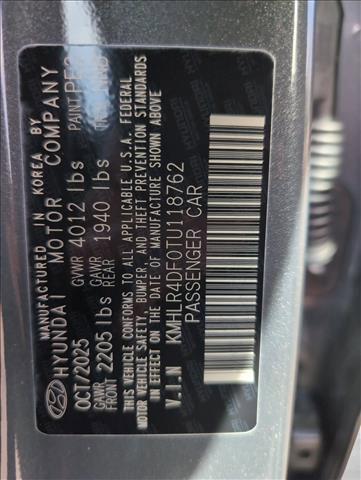 MANUFACTURED IN KOREA BY
HYUNDAI MOTOR COMPANY
OCT/2025 GVWR 4012 lbs PAINT:
GAWR FRONT 2205 lbs GAWR REAR 1940 lbs
THIS VEHICLE CONFORMS TO ALL APPLICABLE U.S.A. FEDERAL
MOTOR VEHICLE SAFETY, BUMPER, AND THEFT PREVENTION STANDARDS
IN EFFECT ON THE DATE OF MANUFACTURE SHOWN ABOVE
V.I.N KMHLR4DF0TU118762
PASSENGER CAR